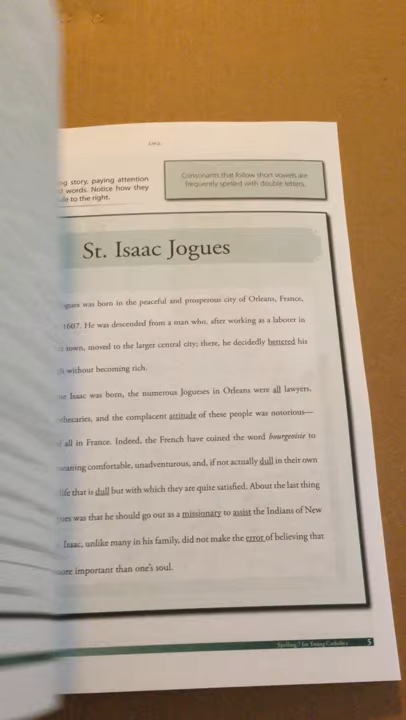 ng story, paying attention
words. Notice how they
to the right.
Consonants that follow short vowels are
frequently spelled with double letters.
St. Isaac Jogues
gues was born in the peaceful and prosperous city of Orleans, France,
1607. He was descended from a man who, after working as a laborer in
town, moved to the larger central city; there, he decidedly bettered his
without becoming rich.
Isaac was born, the numerous Jogueses in Orleans were all lawyers,
thecaries, and the complacent attitude of these people was notorious—
all in France. Indeed, the French have coined the word bourgeoisie to
meaning comfortable, unadventurous, and, if not actually dull in their own
life that is dull but with which they are quite satisfied. About the last thing
ues was that he should go out as a missionary to assist the Indians of New
Isaac, unlike many in his family, did not make the error of believing that
more important than one's soul.
Spelling 7 for Young Catholics 5